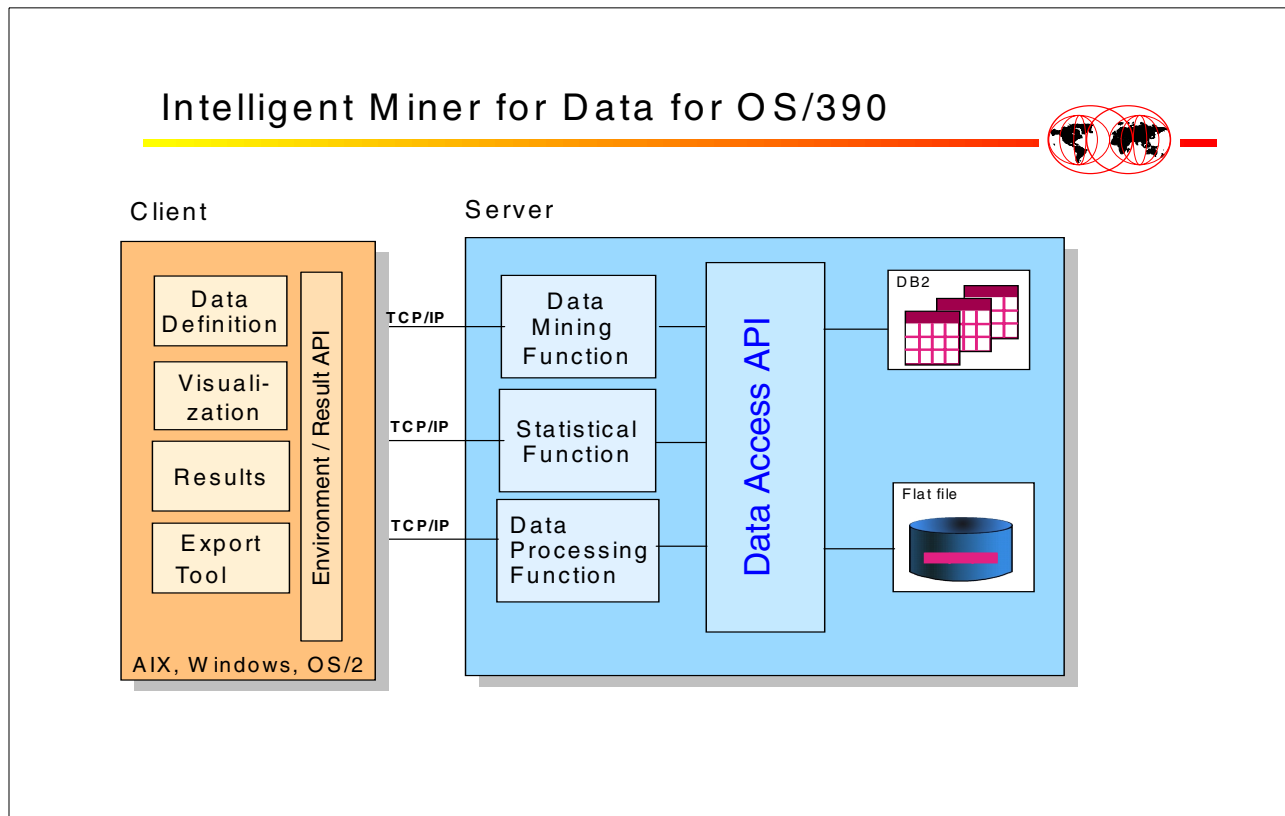 Intelligent Miner for Data for OS/390
Client
Server
Data
Definition
Visuali-
zation
Results
Export
Tool
Environment / Result API
AIX, Windows, OS/2
TCP/IP
TCP/IP
TCP/IP
Data
Mining
Function
Statistical
Function
Data
Processing
Function
Data Access API
DB2
Flat file